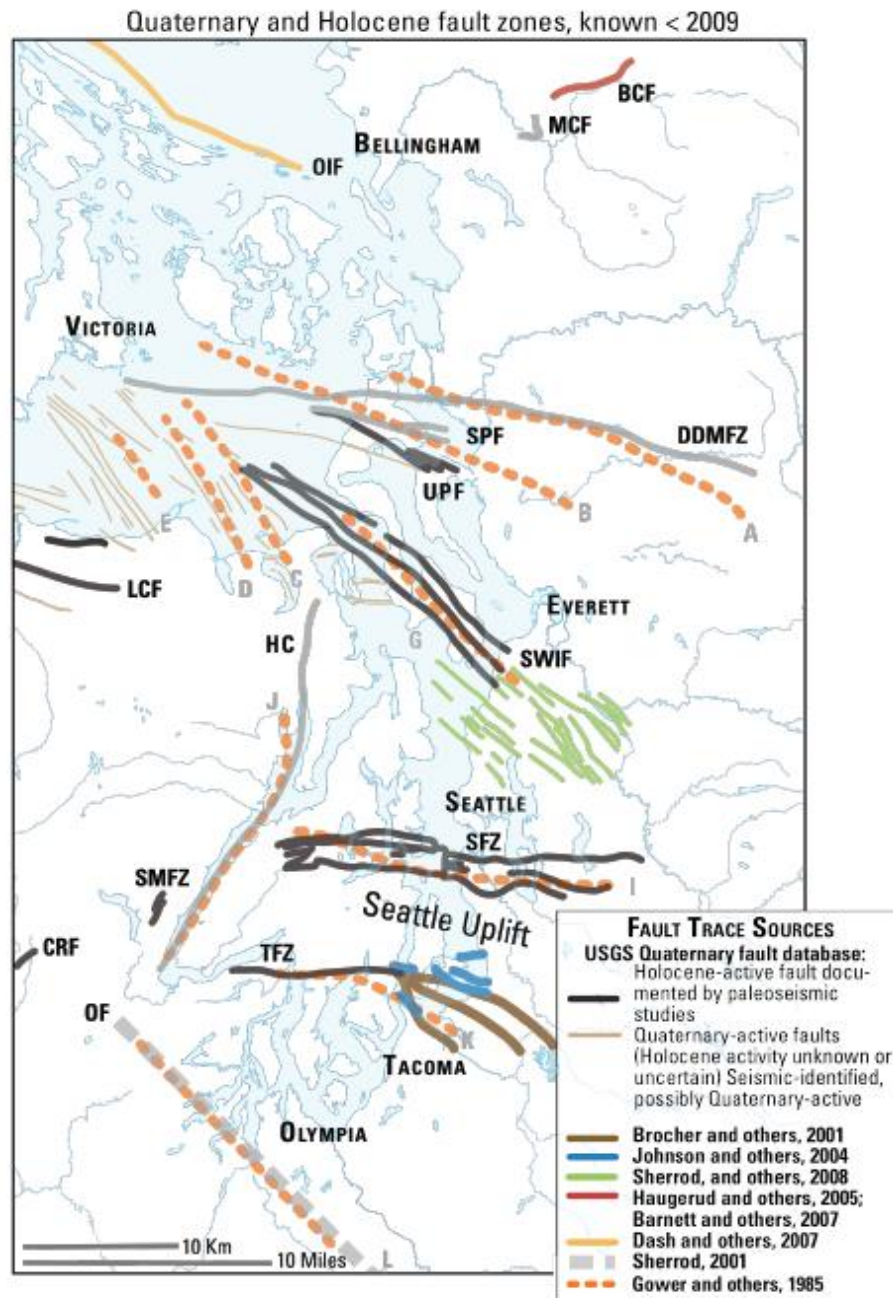 Quaternary and Holocene fault zones, known < 2009
BCF
MCF
BELLINGHAM
OIF
VICTORIA
SPF
DDMFZ
UPF
B
A
E
D
C
LCF
EVERETT
HC
G
SWIF
J
SEATTLE
SFZ
I
SMFZ
Seattle Uplift
CRF
TFZ
OF
K
TACOMA
OLYMPIA
10 Km
10 Miles
L
FAULT TRACE SOURCES
USGS Quaternary fault database:
Holocene-active fault docu-
mented by paleoseismic
studies
Quaternary-active faults
(Holocene activity unknown or
uncertain) Seismic-identified,
possibly Quaternary-active
Brocher and others, 2001
Johnson and others, 2004
Sherrod, and others, 2008
Haugerud and others, 2005;
Barnett and others, 2007
Dash and others, 2007
Sherrod, 2001
Gower and others, 1985